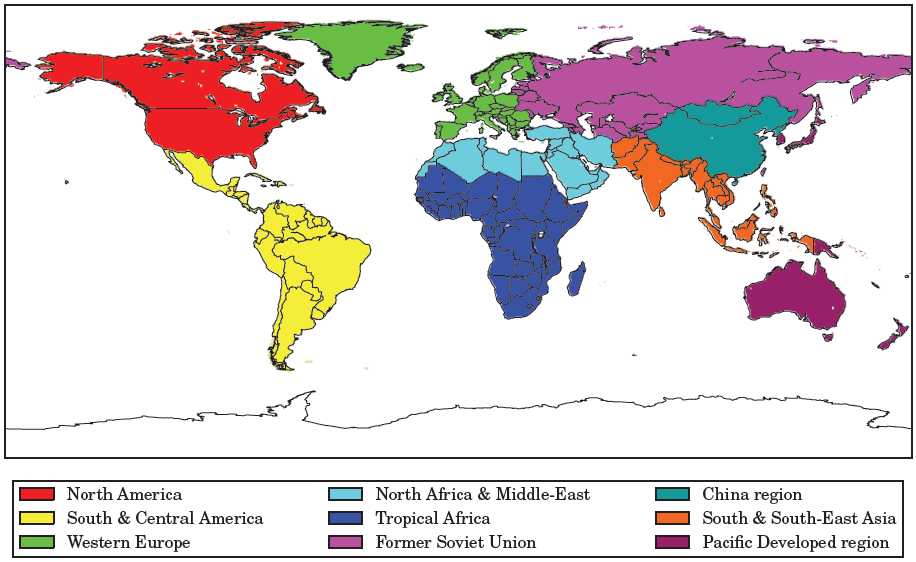 North America
South & Central America
Western Europe
North Africa & Middle-East
Tropical Africa
Former Soviet Union
China region
South & South-East Asia
Pacific Developed region